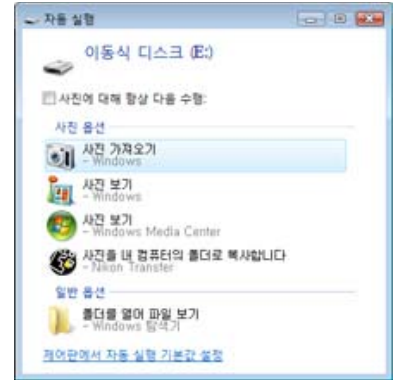 자동 실행
이동식 디스크 (E:)
사진에 대해 항상 다음 수행:
사진 옵션
사진 가져오기
- Windows
사진 보기
- Windows
사진 보기
- Windows Media Center
사진을 내 컴퓨터의 폴더로 복사합니다
- Nikon Transfer
일반 옵션
폴더를 열어 파일 보기
- Windows 탐색기
제어판에서 자동 실행 기본값 설정